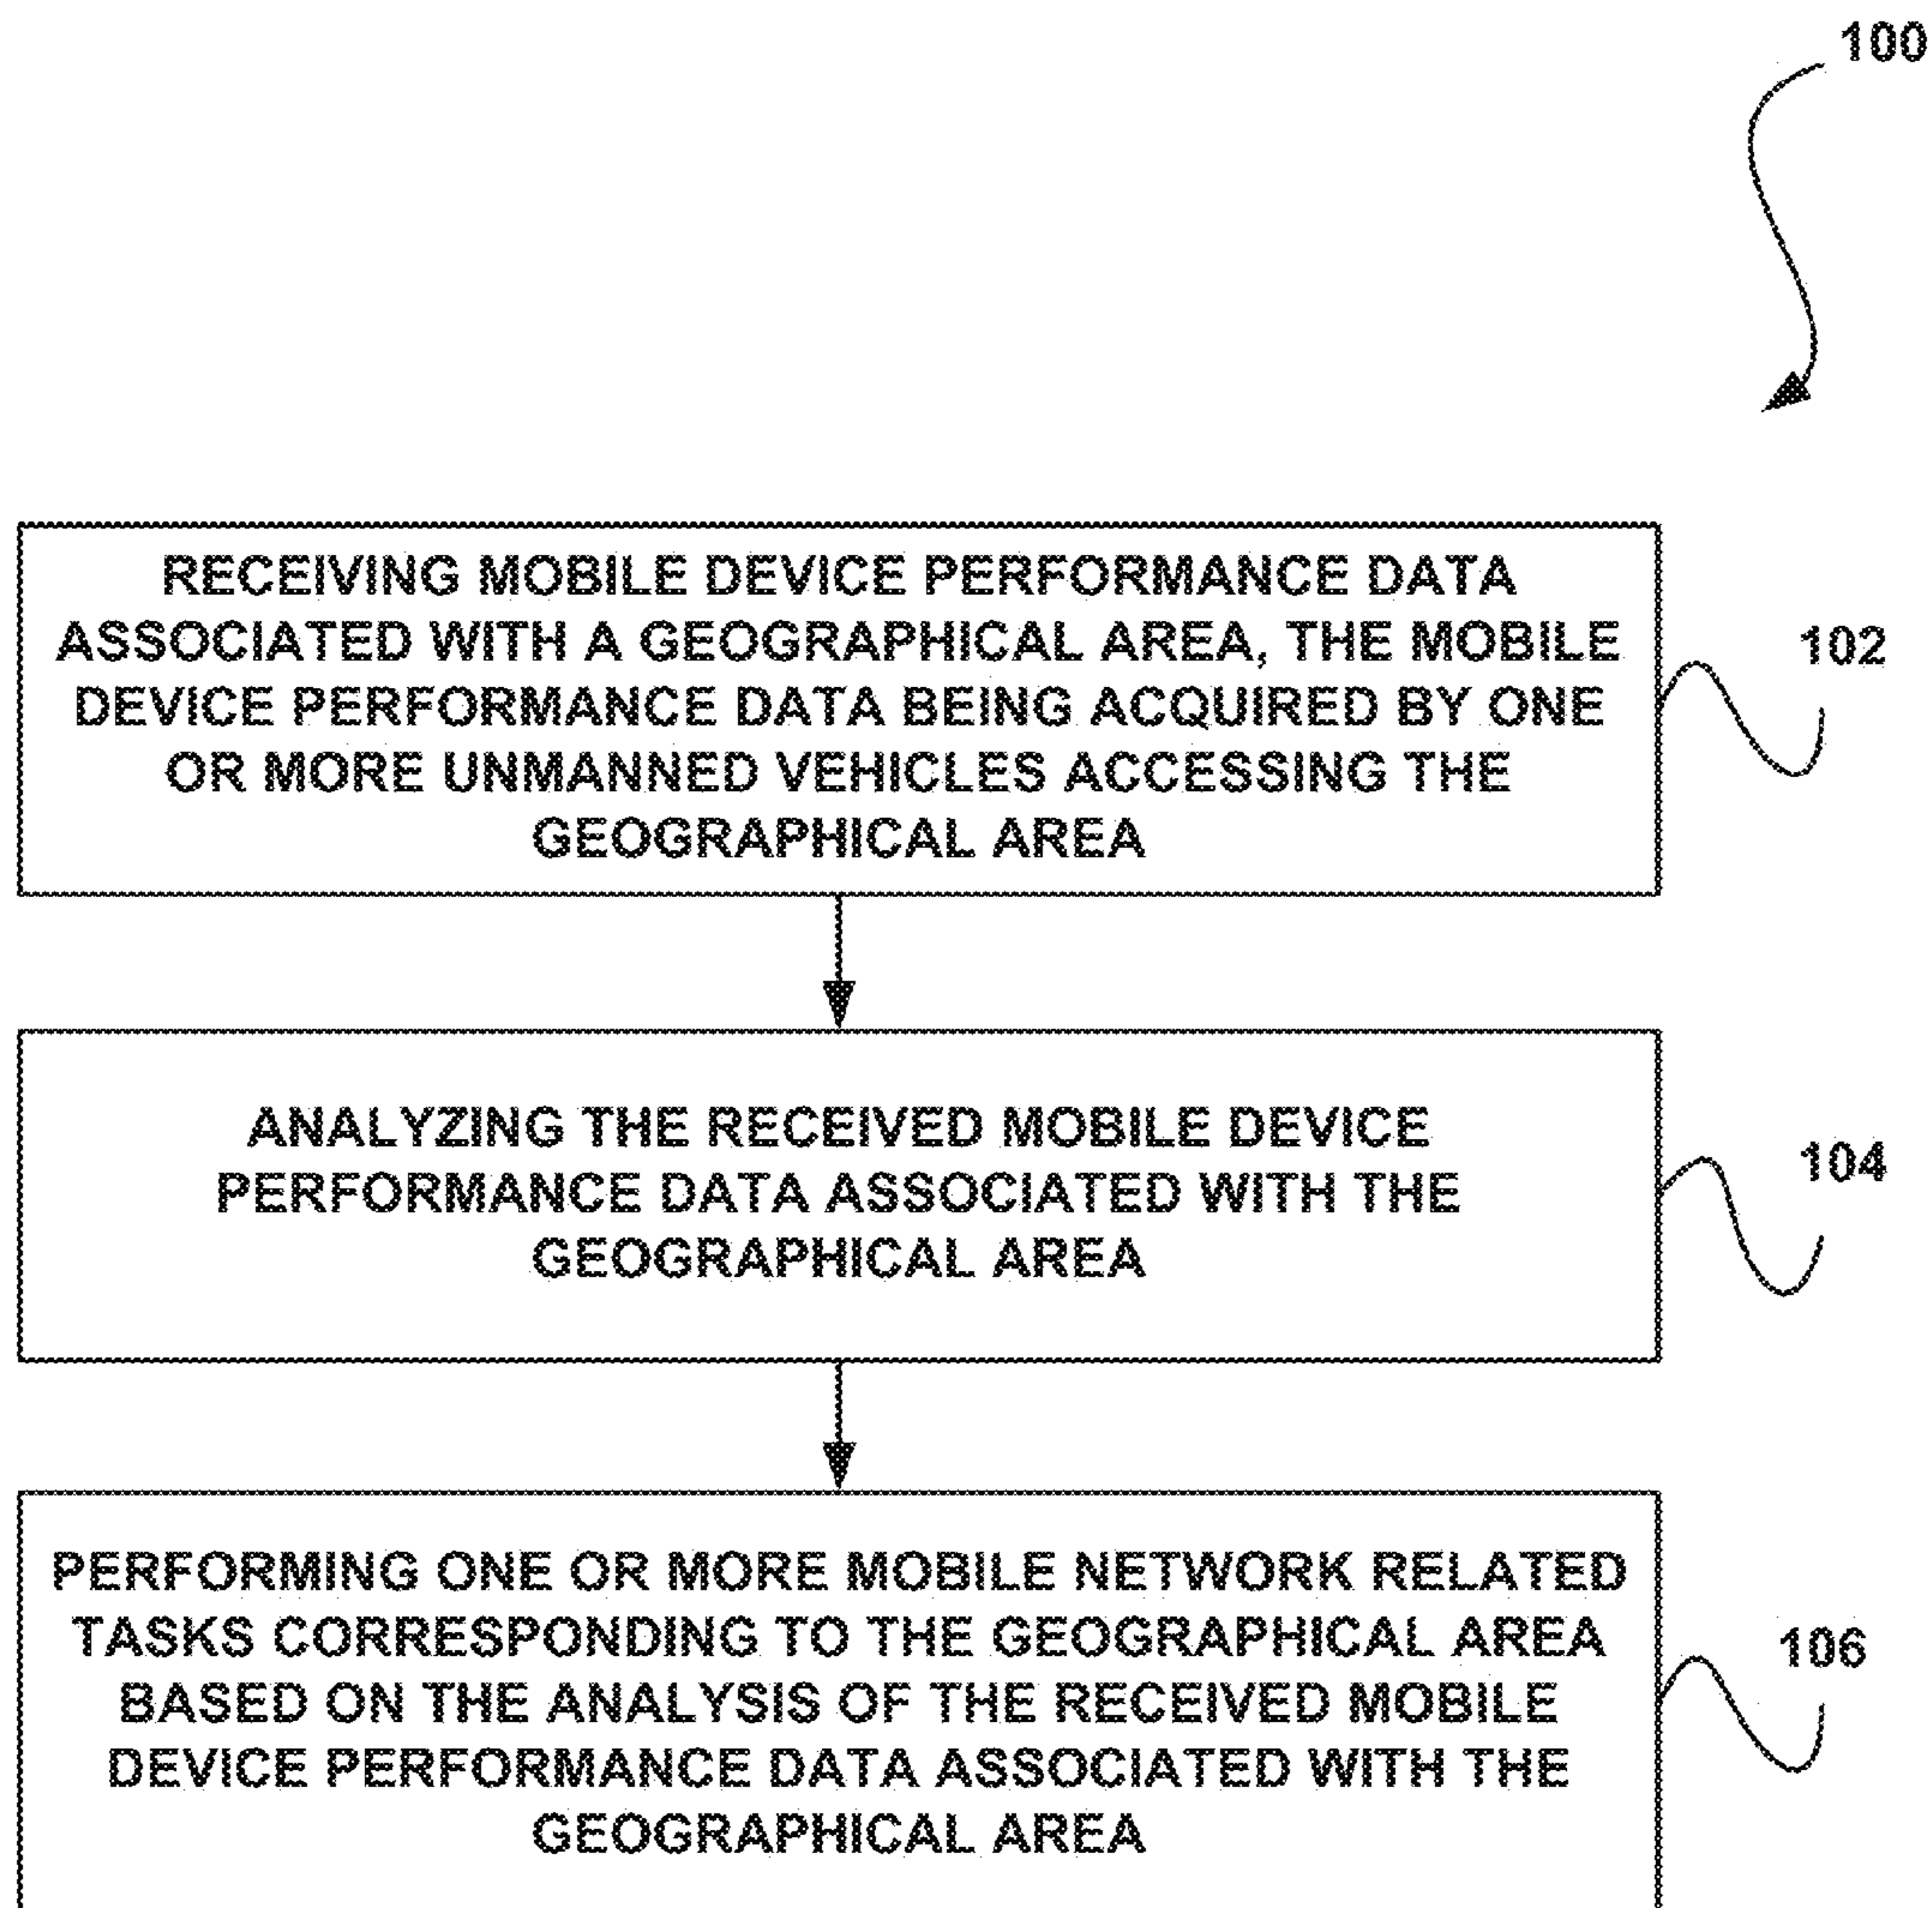 100
RECEIVING MOBILE DEVICE PERFORMANCE DATA
ASSOCIATED WITH A GEOGRAPHICAL AREA, THE MOBILE
DEVICE PERFORMANCE DATA BEING ACQUIRED BY ONE
OR MORE UNMANNED VEHICLES ACCESSING THE
GEOGRAPHICAL AREA
102
ANALYZING THE RECEIVED MOBILE DEVICE
PERFORMANCE DATA ASSOCIATED WITH THE
GEOGRAPHICAL AREA
104
PERFORMING ONE OR MORE MOBILE NETWORK RELATED
TASKS CORRESPONDING TO THE GEOGRAPHICAL AREA
BASED ON THE ANALYSIS OF THE RECEIVED MOBILE
DEVICE PERFORMANCE DATA ASSOCIATED WITH THE
GEOGRAPHICAL AREA
106